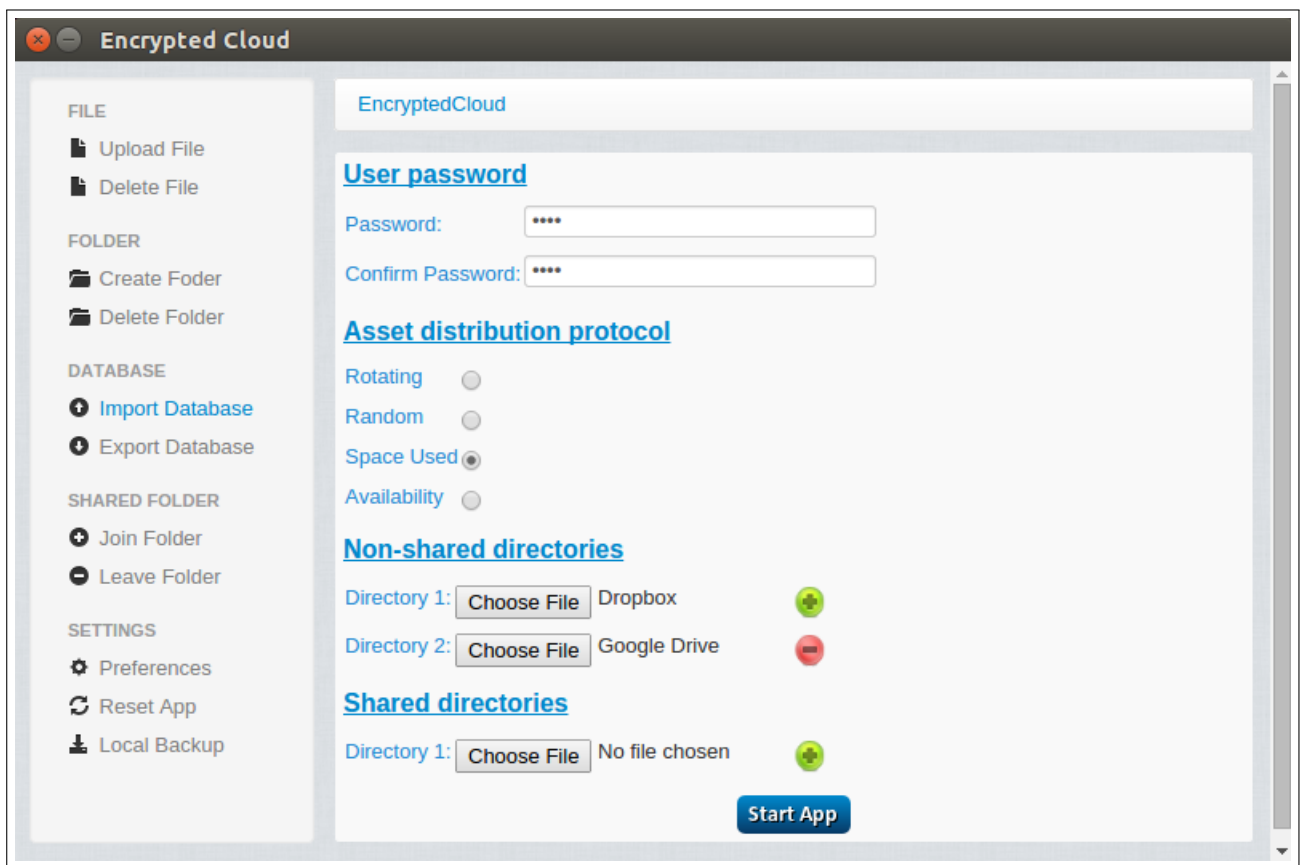 Encrypted Cloud
FILE
Upload File
Delete File
FOLDER
Create Foder
Delete Folder
DATABASE
Import Database
Export Database
SHARED FOLDER
Join Folder
Leave Folder
SETTINGS
Preferences
Reset App
Local Backup
EncryptedCloud
User password
Password: ••••
Confirm Password: ••••
Asset distribution protocol
Rotating
Random
Space Used
Availability
Non-shared directories
Directory 1: Choose File Dropbox
Directory 2: Choose File Google Drive
Shared directories
Directory 1: Choose File No file chosen
Start App